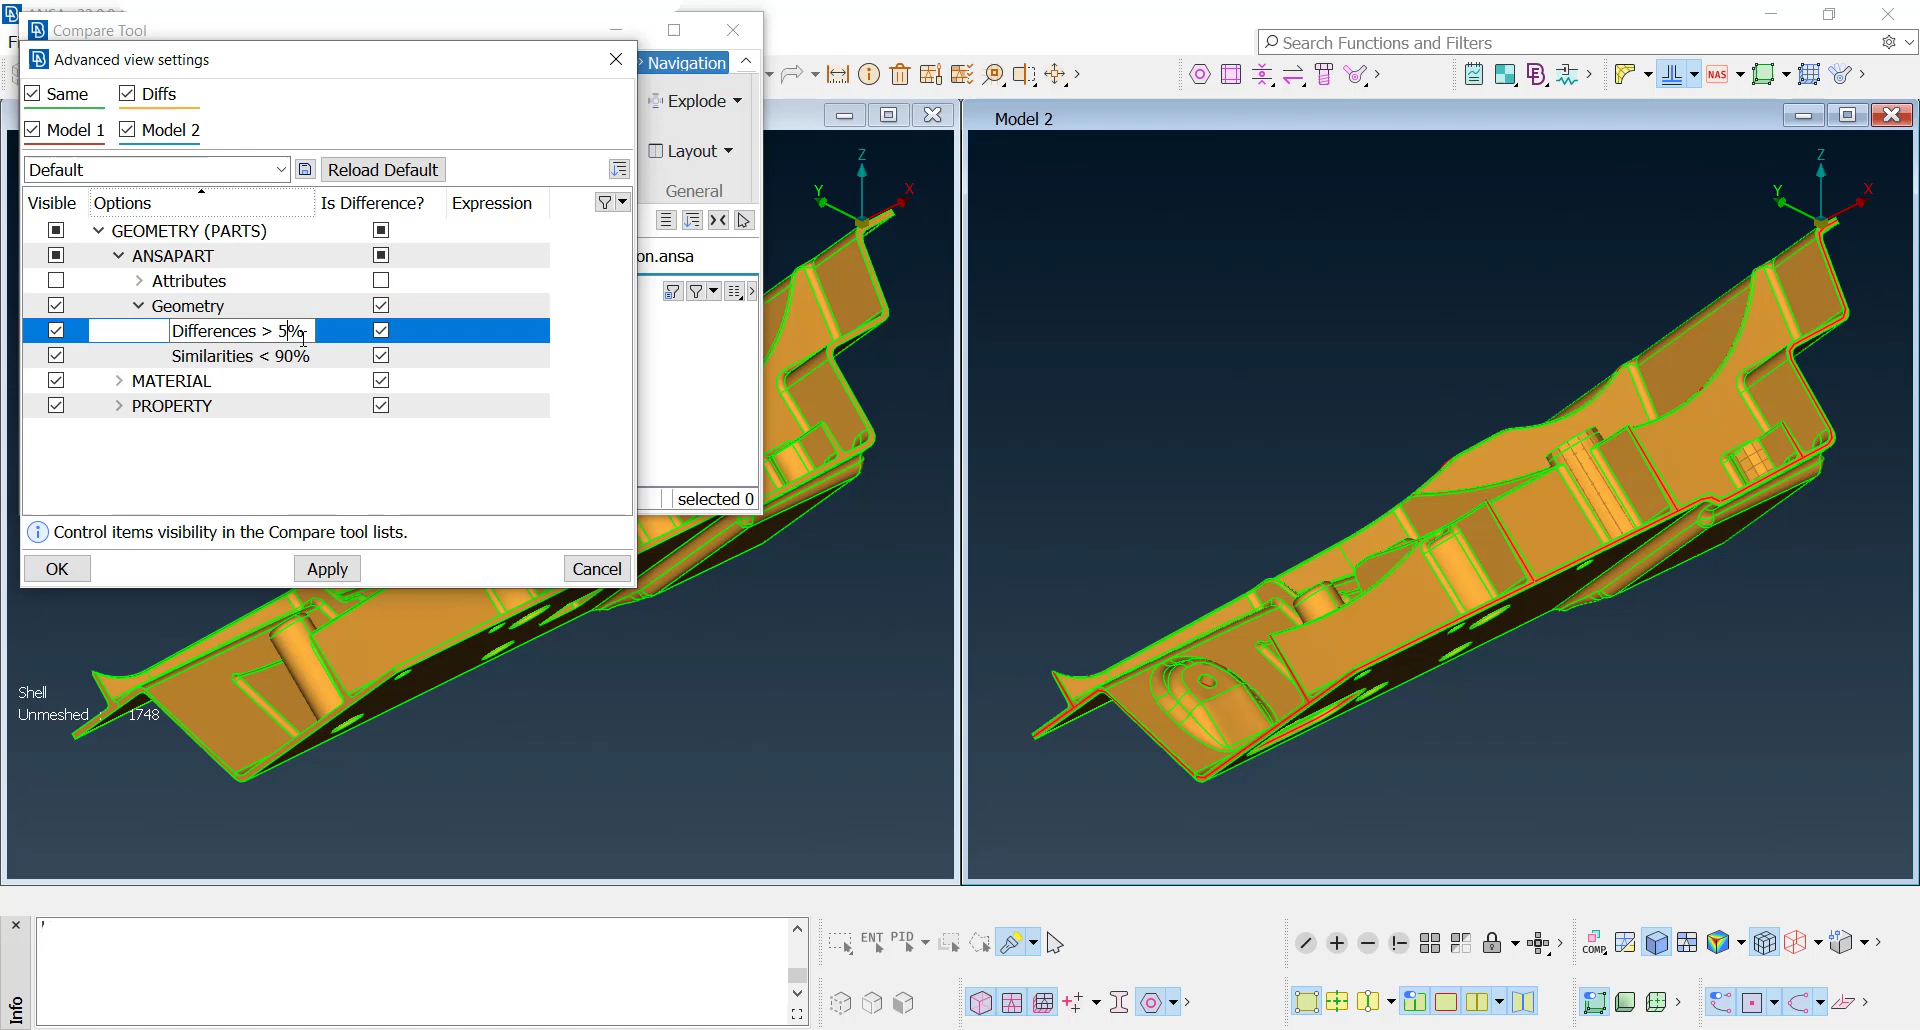 Compare Tool
Advanced view settings
Navigation
Search Functions and Filters
Same
Diffs
Explode
NAS
Model 1
Model 2
Model 2
Layout
Default
Reload Default
General
Visible
Options
Is Difference?
Expression
GEOMETRY (PARTS)
ANSAPART
on.ansa
Attributes
Geometry
Differences > 5%
Similarities < 90%
MATERIAL
PROPERTY
selected 0
Control items visibility in the Compare tool lists.
OK
Apply
Cancel
Z
Y
X
Z
Y
X
Shell
Unmeshed : 1748
ENT
PID
COMP
Info